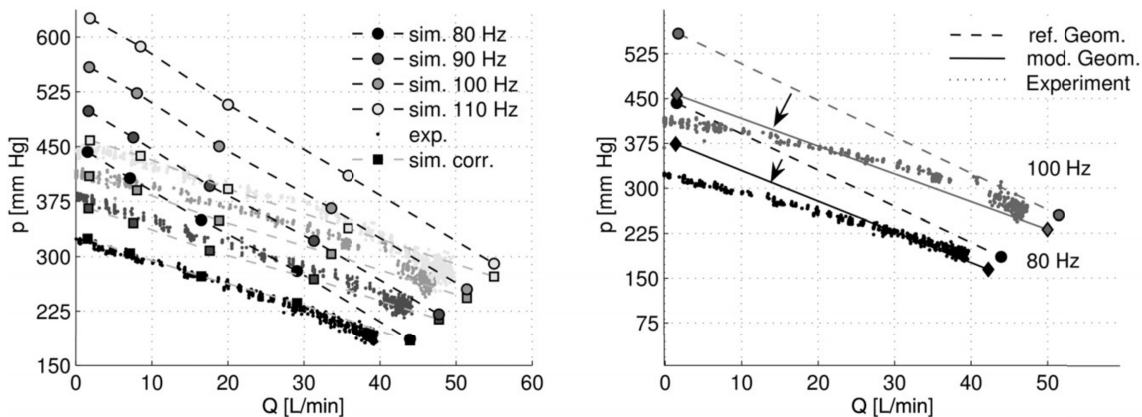 600
525
450
375
300
225
150
p [mm Hg]
0 10 20 30 40 50 60
Q [L/min]
sim. 80 Hz
sim. 90 Hz
sim. 100 Hz
sim. 110 Hz
exp.
sim. corr.
525
450
375
300
225
150
75
p [mm Hg]
0 10 20 30 40 50
Q [L/min]
ref. Geom.
mod. Geom.
Experiment
100 Hz
80 Hz